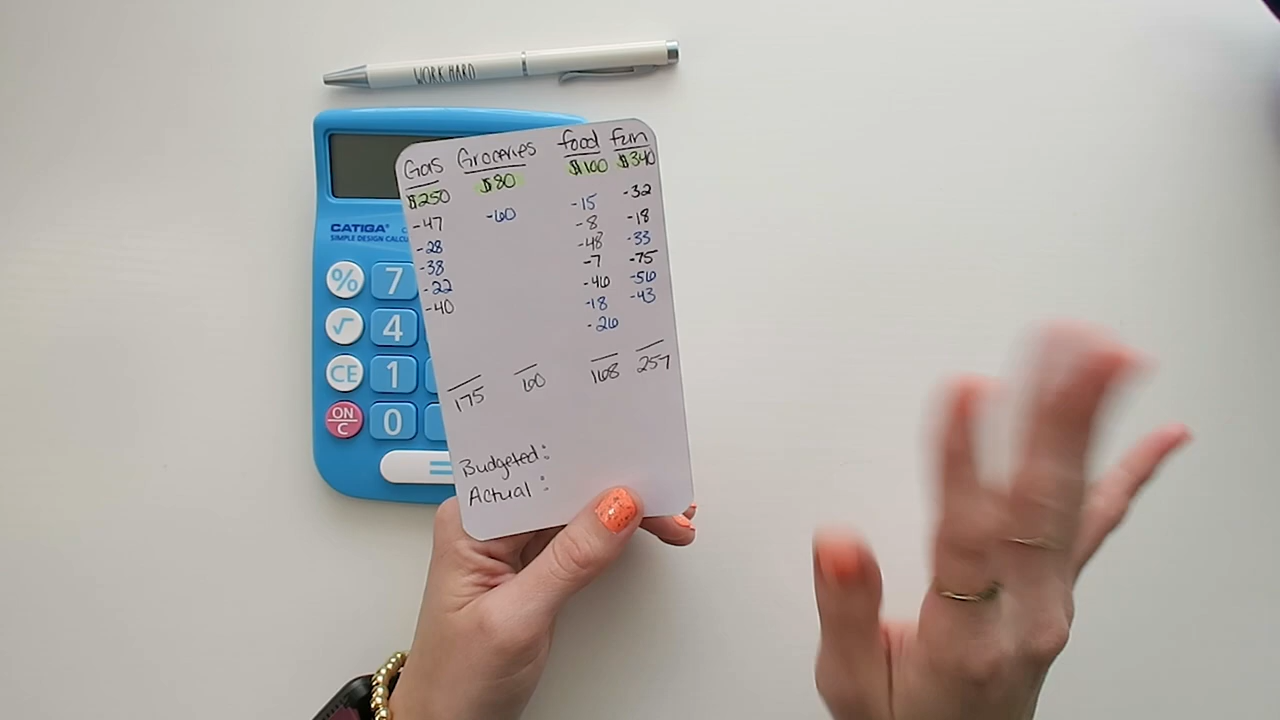 WORK HARD
Gas Groceries food fun
$250 $80 $100 $340
-47 -60 -15 -32
-28 -8 -18
-38 -48 -33
-22 -7 -75
-40 -46 -56
-18 -43
-26
175 60 168 257
Budgeted:
Actual:
CATIGA®
SIMPLE DESIGN CALCU
% 7
√ 4
CE 1
ON/C 0
=